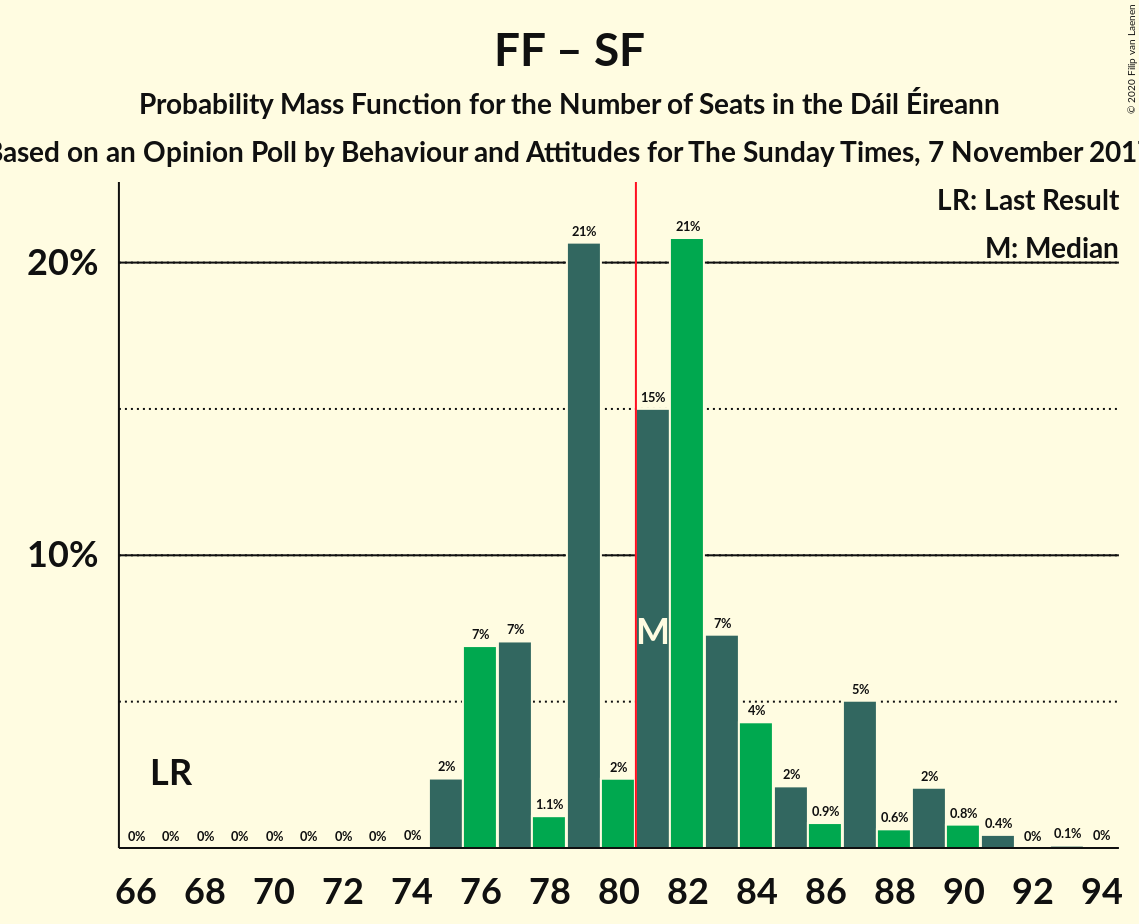 FF – SF
Probability Mass Function for the Number of Seats in the Dáil Éireann
Based on an Opinion Poll by Behaviour and Attitudes for The Sunday Times, 7 November 2017
© 2020 Filip van Laenen
LR: Last Result
M: Median
20%
10%
LR
M
0% 0% 0% 0% 0% 0% 0% 0% 0% 2% 7% 7% 1.1% 21% 2% 15% 21% 7% 4% 2% 0.9% 5% 0.6% 2% 0.8% 0.4% 0% 0.1% 0%
66 68 70 72 74 76 78 80 82 84 86 88 90 92 94